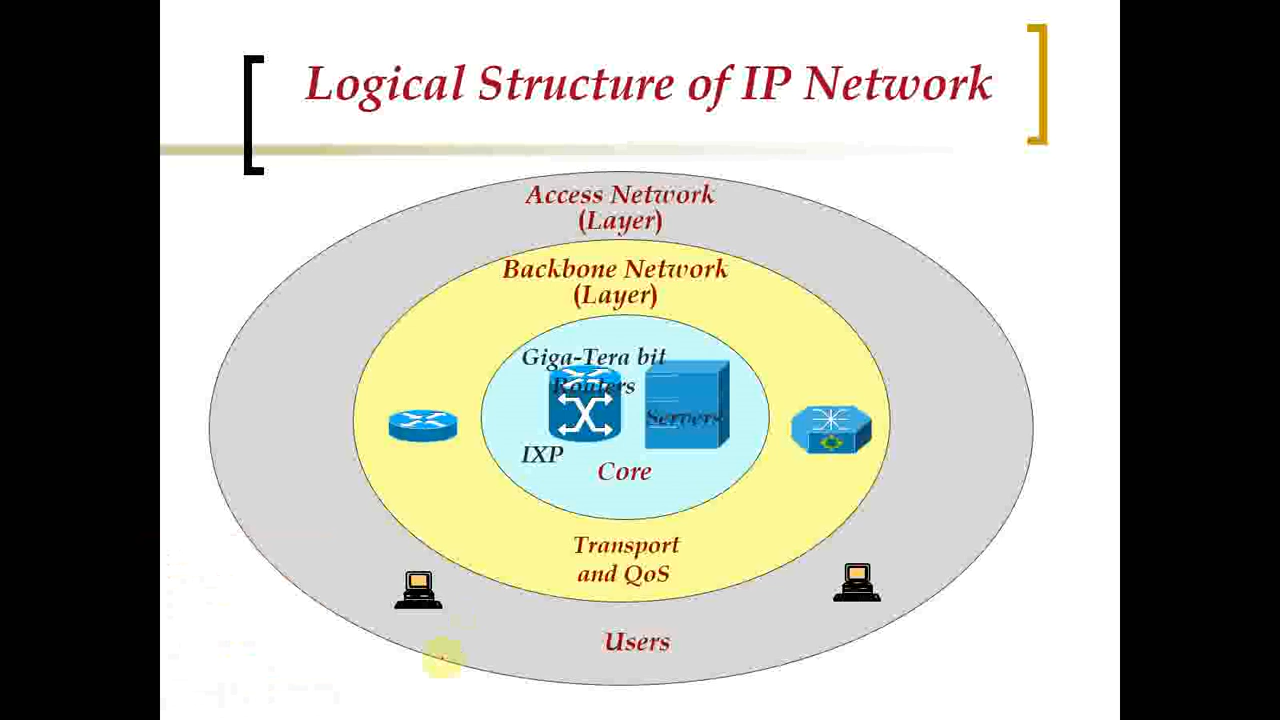 Logical Structure of IP Network
Access Network
(Layer)
Backbone Network
(Layer)
Giga-Tera bit
Routers
Servers
IXP
Core
Transport
and QoS
Users